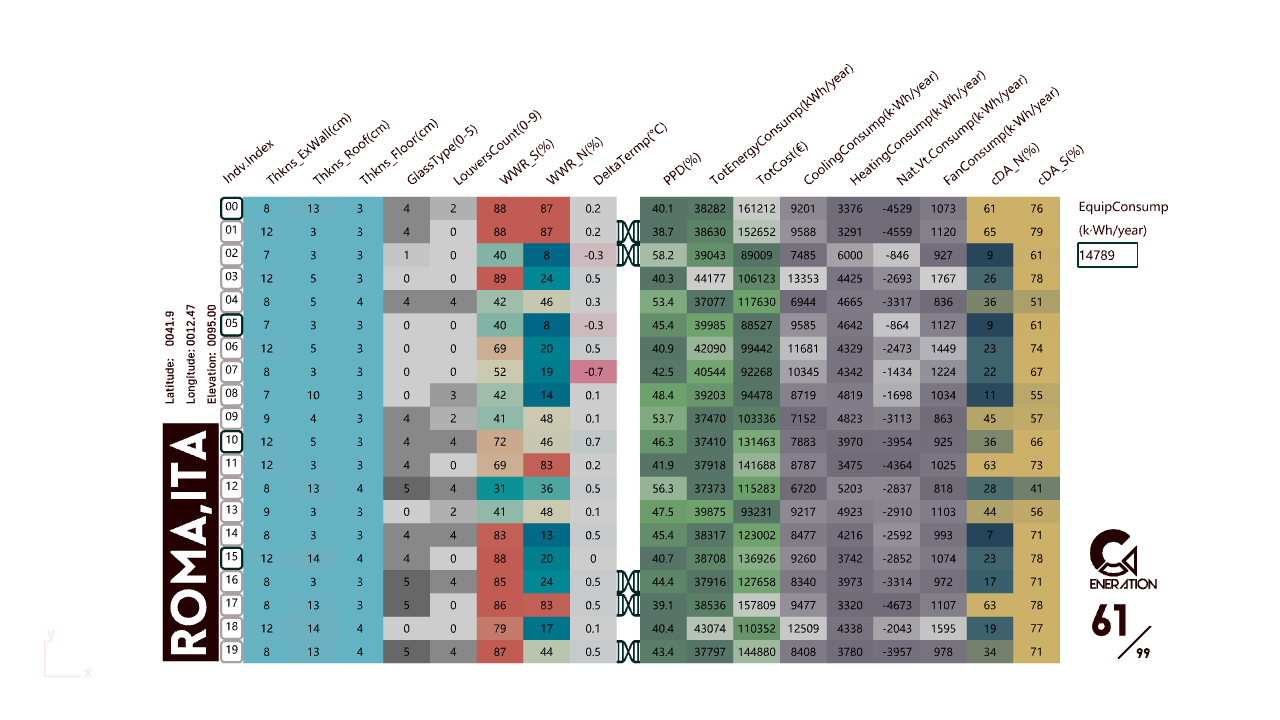 Indv.Index Thkns_ExWall(cm) Thkns_Roof(cm) Thkns_Floor(cm) GlassType(0-5) LouversCount(0-9) WWR_S(%) WWR_N(%) DeltaTermp(°C) PPD(%) TotEnergyConsump(kWh/year) TotCost(€) CoolingConsump(k·Wh/year) HeatingConsump(k·Wh/year) Nat.Vt.Consump(k·Wh/year) FanConsump(k·Wh/year) cDA_N(%) cDA_S(%)
00 8 13 3 4 2 88 87 0.2 40.1 38282 161212 9201 3376 -4529 1073 61 76
01 12 3 3 4 0 88 87 0.2 38.7 38630 152652 9588 3291 -4559 1120 65 79
02 7 3 3 1 0 40 8 -0.3 58.2 39043 89009 7485 6000 -846 927 9 61
03 12 5 3 0 0 89 24 0.5 40.3 44177 106123 13353 4425 -2693 1767 26 78
04 8 5 4 4 4 42 46 0.3 53.4 37077 117630 6944 4665 -3317 836 36 51
05 7 3 3 0 0 40 8 -0.3 45.4 39985 88527 9585 4642 -864 1127 9 61
06 12 5 3 0 0 69 20 0.5 40.9 42090 99442 11681 4329 -2473 1449 23 74
07 8 3 3 0 0 52 19 -0.7 42.5 40544 92268 10345 4342 -1434 1224 22 67
08 7 10 3 0 3 42 14 0.1 48.4 39203 94478 8719 4819 -1698 1034 11 55
09 9 4 3 4 2 41 48 0.1 53.7 37470 103336 7152 4823 -3113 863 45 57
10 12 5 3 4 4 72 46 0.7 46.3 37410 131463 7883 3970 -3954 925 36 66
11 12 3 3 4 0 69 83 0.2 41.9 37918 141688 8787 3475 -4364 1025 63 73
12 8 13 4 5 4 31 36 0.5 56.3 37373 115283 6720 5203 -2837 818 28 41
13 9 3 3 0 2 41 48 0.1 47.5 39875 93231 9217 4923 -2910 1103 44 56
14 8 3 3 4 4 83 13 0.5 45.4 38317 123002 8477 4216 -2592 993 7 71
15 12 14 4 4 0 88 20 0 40.7 38708 136926 9260 3742 -2852 1074 23 78
16 8 3 3 5 4 85 24 0.5 44.4 37916 127658 8340 3973 -3314 972 17 71
17 8 13 3 5 0 86 83 0.5 39.1 38536 157809 9477 3320 -4673 1107 63 78
18 12 14 4 0 0 79 17 0.1 40.4 43074 110352 12509 4338 -2043 1595 19 77
19 8 13 4 5 4 87 44 0.5 43.4 37797 144880 8408 3780 -3957 978 34 71
EquipConsump
(k·Wh/year)
14789
Latitude: 0041.9
Longitude: 0012.47
Elevation: 0095.00
ROMA,ITA
GENERATION
61/99
y
x